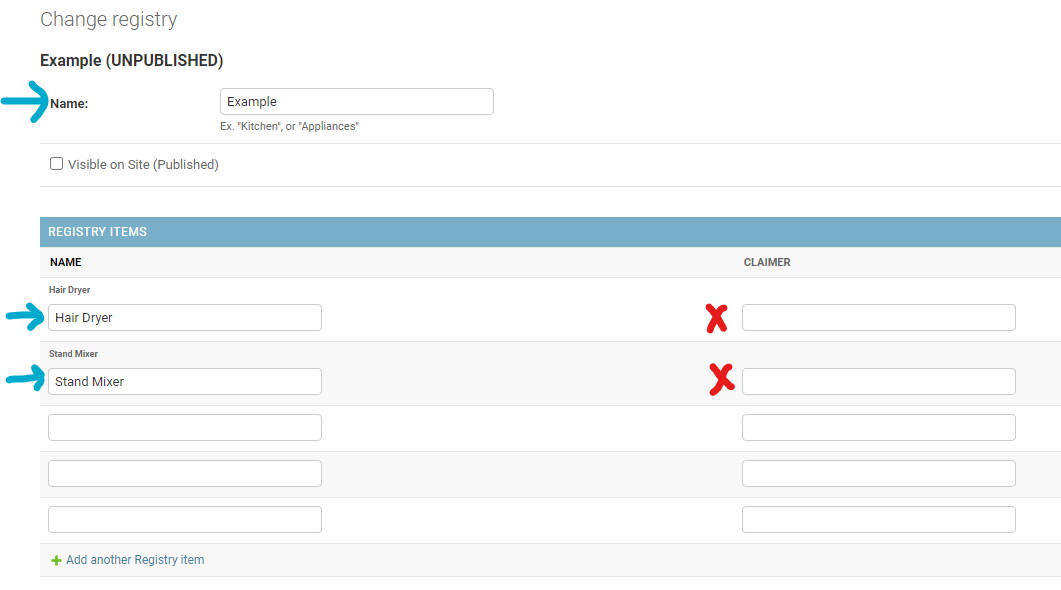 Change registry
Example (UNPUBLISHED)
Name:
Example
Ex. "Kitchen", or "Appliances"
Visible on Site (Published)
REGISTRY ITEMS
NAME CLAIMER
Hair Dryer
Hair Dryer
Stand Mixer
Stand Mixer
Add another Registry item